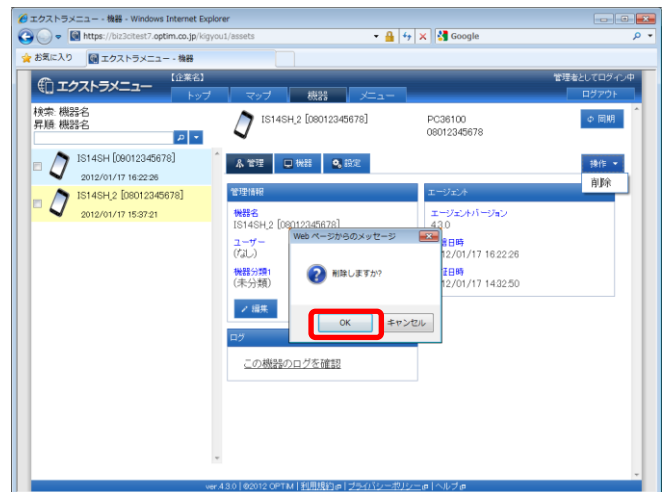 エクストラメニュー - 機器 - Windows Internet Explorer
https://biz3citest7.optim.co.jp/kigyou1/assets
Google
お気に入り
エクストラメニュー - 機器
エクストラメニュー
【企業名】
管理者としてログイン中
トップ
マップ
機器
メニュー
ログアウト
検索: 機器名
昇順: 機器名
IS14SH [08012345678]
2012/01/17 16:22:26
IS14SH_2 [08012345678]
2012/01/17 15:37:21
IS14SH_2 [08012345678]
PC36100
08012345678
同期
管理
機器
設定
操作
削除
管理情報
機器名
IS14SH_2 [08012345678]
ユーザー
(なし)
機器分類1
(未分類)
編集
エージェント
エージェントバージョン
4.3.0
日時
12/01/17 16:22:26
日時
12/01/17 14:32:50
Web ページからのメッセージ
削除しますか?
OK
キャンセル
ログ
この機器のログを確認
ver.4.3.0 | ©2012 OPTiM | 利用規約 | プライバシーポリシー | ヘルプ